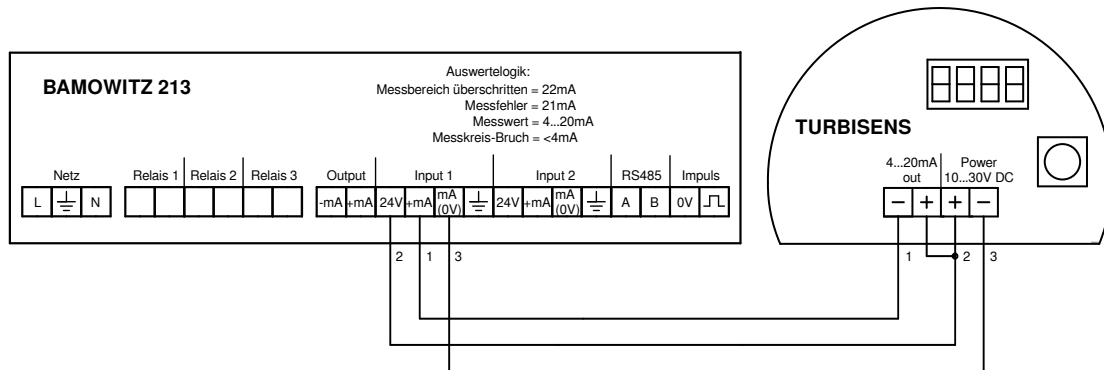 BAMOWITZ 213
Auswertelogik:
Messbereich überschritten = 22mA
Messfehler = 21mA
Messwert = 4...20mA
Messkreis-Bruch = <4mA
Netz
Relais 1 Relais 2 Relais 3
Output
Input 1
Input 2
RS485
Impuls
L N
-mA +mA 24V +mA mA (0V) 24V +mA mA (0V) A B 0V
2 1 3
TURBISENS
4...20mA
out
Power
10...30V DC
− + + −
1 2 3